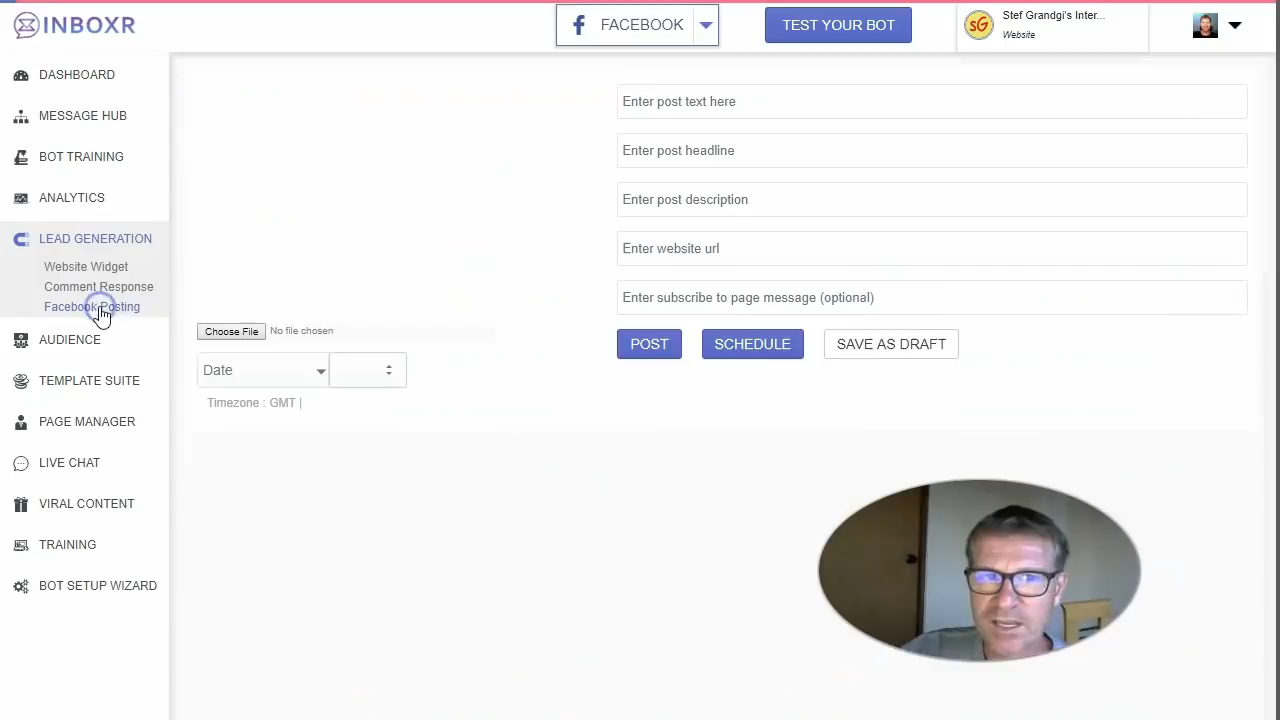 INBOXR
FACEBOOK
TEST YOUR BOT
SG
Stef Grandgi's Inter...
Website
DASHBOARD
MESSAGE HUB
BOT TRAINING
ANALYTICS
LEAD GENERATION
Website Widget
Comment Response
Facebook Posting
AUDIENCE
TEMPLATE SUITE
PAGE MANAGER
LIVE CHAT
VIRAL CONTENT
TRAINING
BOT SETUP WIZARD
Enter post text here
Enter post headline
Enter post description
Enter website url
Enter subscribe to page message (optional)
Choose File No file chosen
POST SCHEDULE SAVE AS DRAFT
Date
Timezone : GMT |